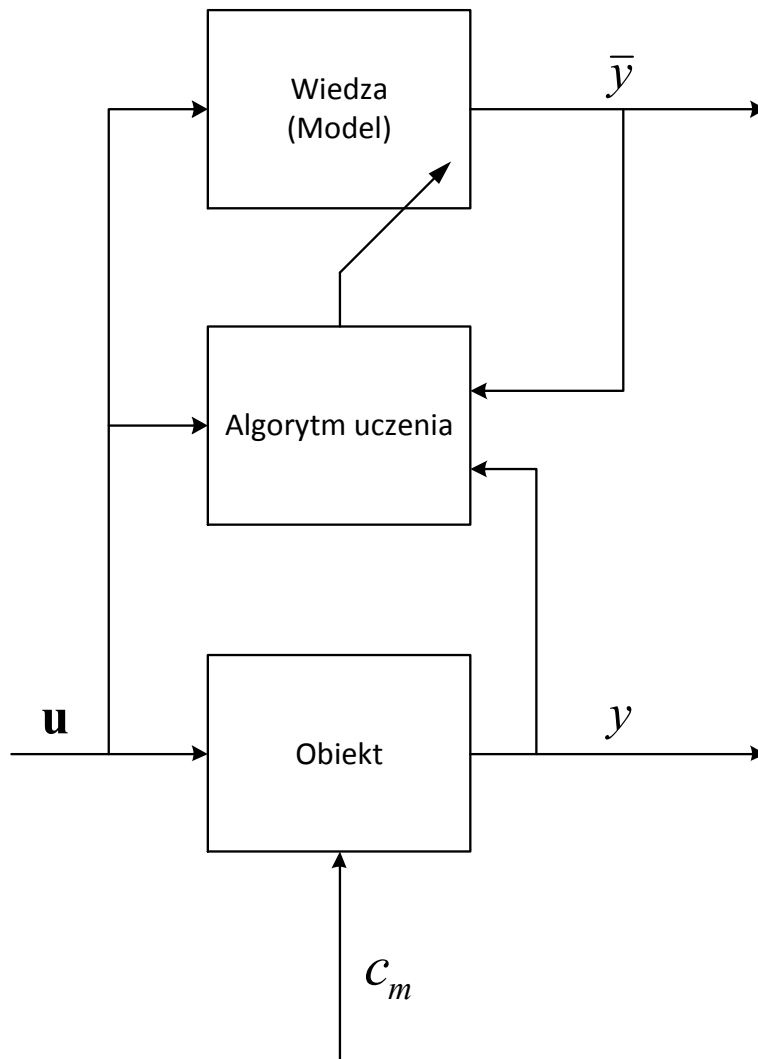 Wiedza
(Model)
ȳ
Algorytm uczenia
u
Obiekt
y
c_m